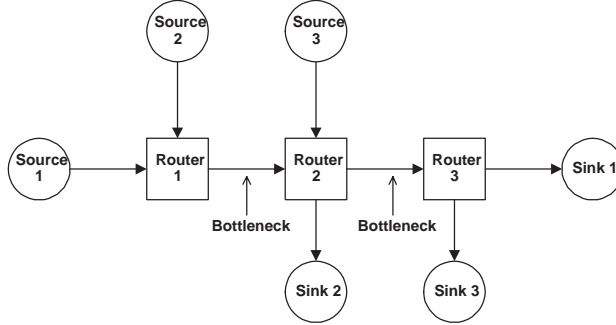 Source
2
Source
3
Source
1
Router
1
Router
2
Router
3
Sink 1
Bottleneck
Bottleneck
Sink 2
Sink 3